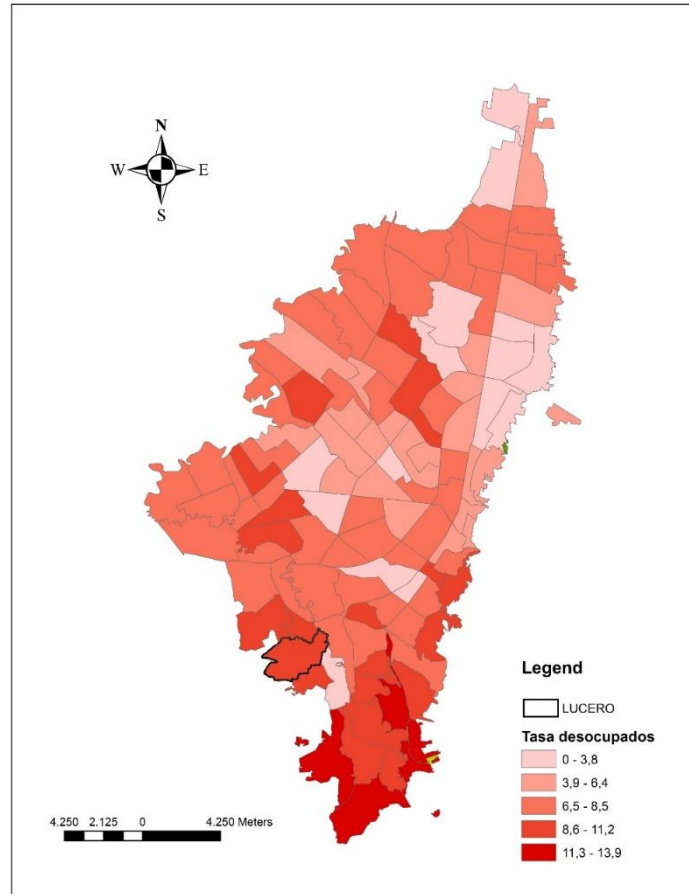 N
W E
S
Legend
LUCERO
Tasa desocupados
0 - 3,8
3,9 - 6,4
6,5 - 8,5
8,6 - 11,2
11,3 - 13,9
4.250 2.125 0 4.250 Meters